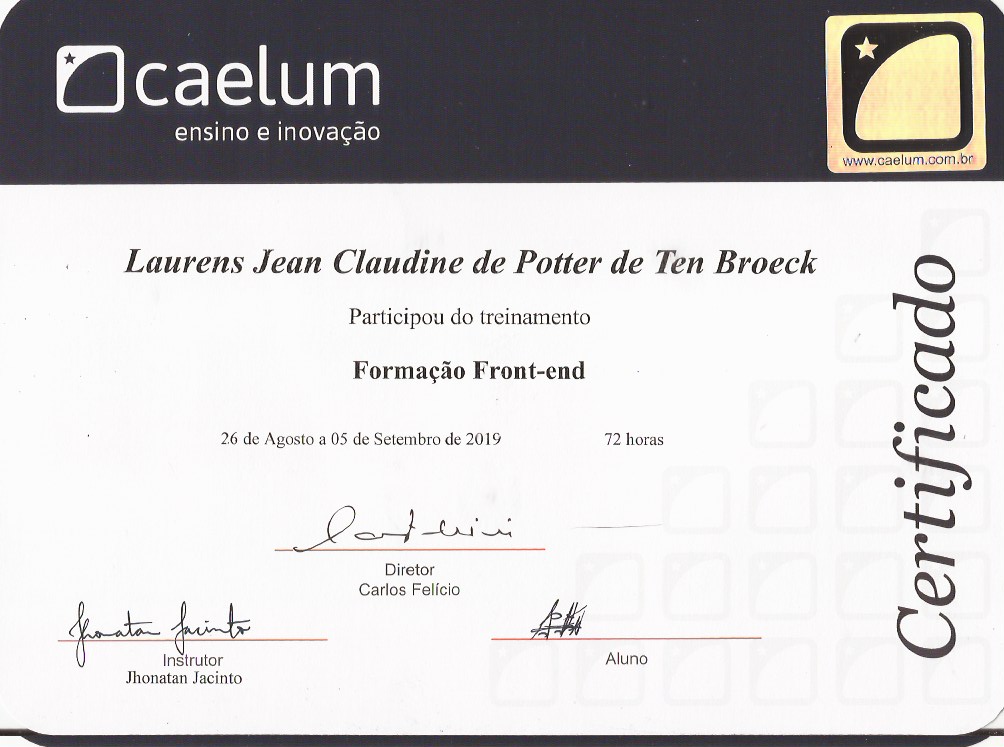 caelum
ensino e inovação
www.caelum.com.br
Laurens Jean Claudine de Potter de Ten Broeck
Participou do treinamento
Formação Front-end
26 de Agosto a 05 de Setembro de 2019 72 horas
Certificado
Diretor
Carlos Felício
Jhonatan Jacinto
Instrutor
Jhonatan Jacinto
Aluno